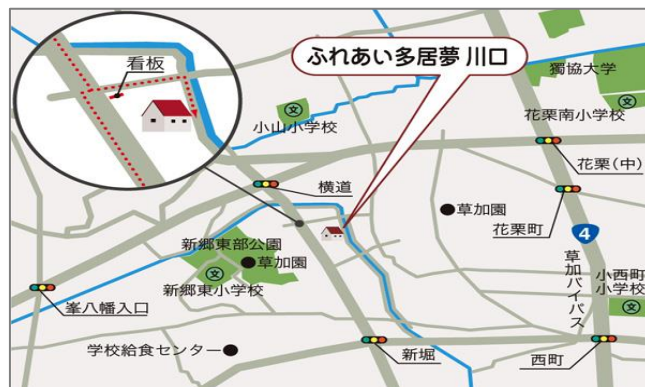 看板
ふれあい多居夢 川口
獨協大学
花栗南小学校
文
小山小学校
文
花栗(中)
横道
草加園
花栗町
4
草加バイパス
新郷東部公園
草加園
文
新郷東小学校
小西町
小学校
文
峯八幡入口
学校給食センター
新堀
西町